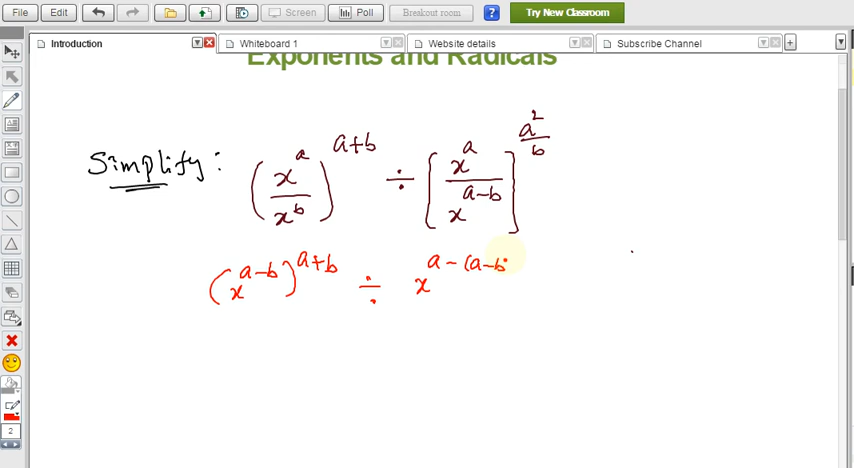 File Edit Screen Poll Breakout room ? Try New Classroom
Introduction Whiteboard 1 Website details Subscribe Channel +
Exponents and Radicals
Simplify: (x^a/x^b)^(a+b) ÷ [x^a/x^(a-b)]^(a^2/b)
(x^(a-b))^(a+b) ÷ x^(a-(a-b
2